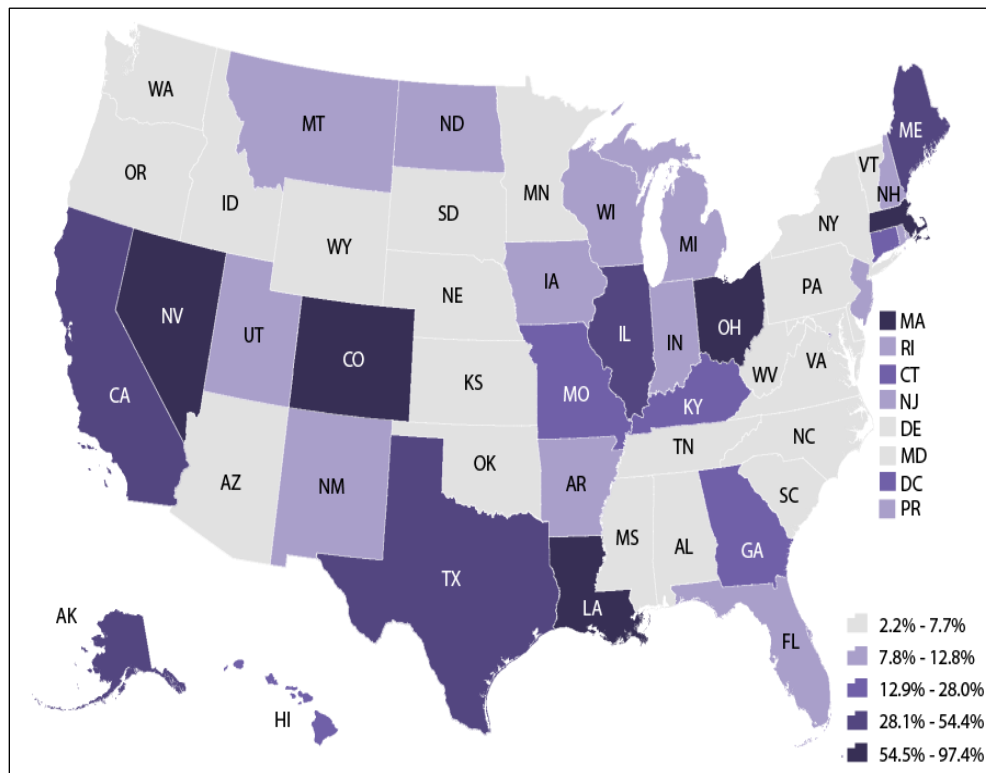 WA
MT
ND
ME
OR
MN
VT
ID
SD
WI
NH
NY
WY
MI
IA
NE
PA
NV
OH
UT
IL
IN
CO
VA
WV
CA
KS
MO
KY
NC
TN
OK
AZ
NM
AR
SC
MS
AL
GA
TX
LA
AK
FL
HI
MA
RI
CT
NJ
DE
MD
DC
PR
2.2% - 7.7%
7.8% - 12.8%
12.9% - 28.0%
28.1% - 54.4%
54.5% - 97.4%